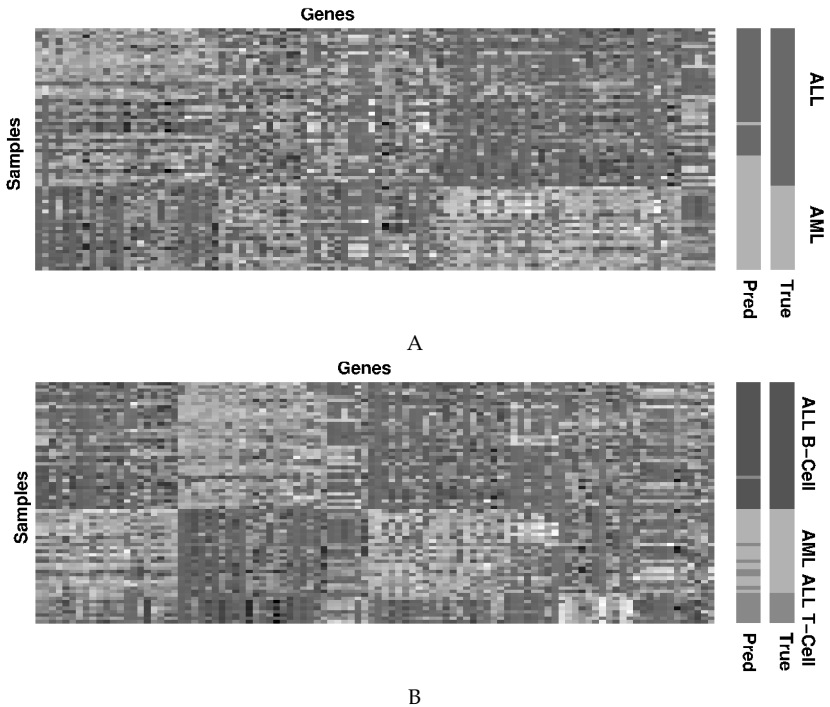 Genes
Samples
ALL
AML
Pred
True
A
Genes
Samples
ALL B-Cell
AML
ALL T-Cell
Pred
True
B